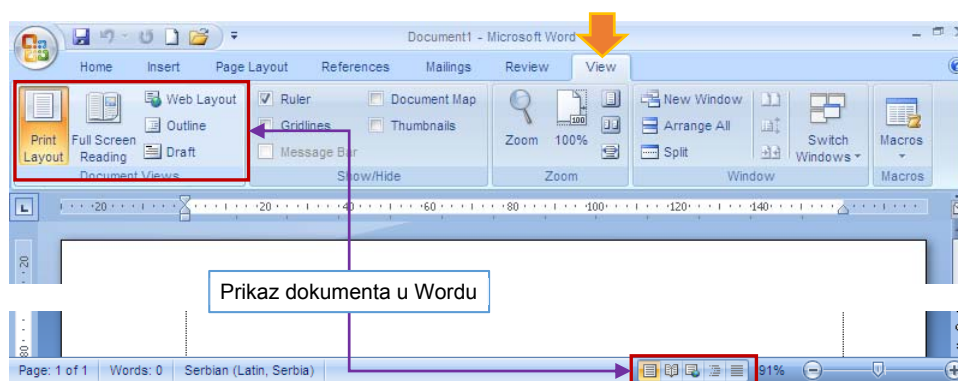 Document1 - Microsoft Word
Home Insert Page Layout References Mailings Review View
Print Layout
Full Screen Reading
Web Layout
Outline
Draft
Document Views
Ruler
Gridlines
Message Bar
Document Map
Thumbnails
Show/Hide
Zoom
100%
Zoom
New Window
Arrange All
Split
Switch Windows
Window
Macros
Macros
L
20 20 40 60 80 100 120 140
20
Prikaz dokumenta u Wordu
80
Page: 1 of 1 Words: 0 Serbian (Latin, Serbia) 91%